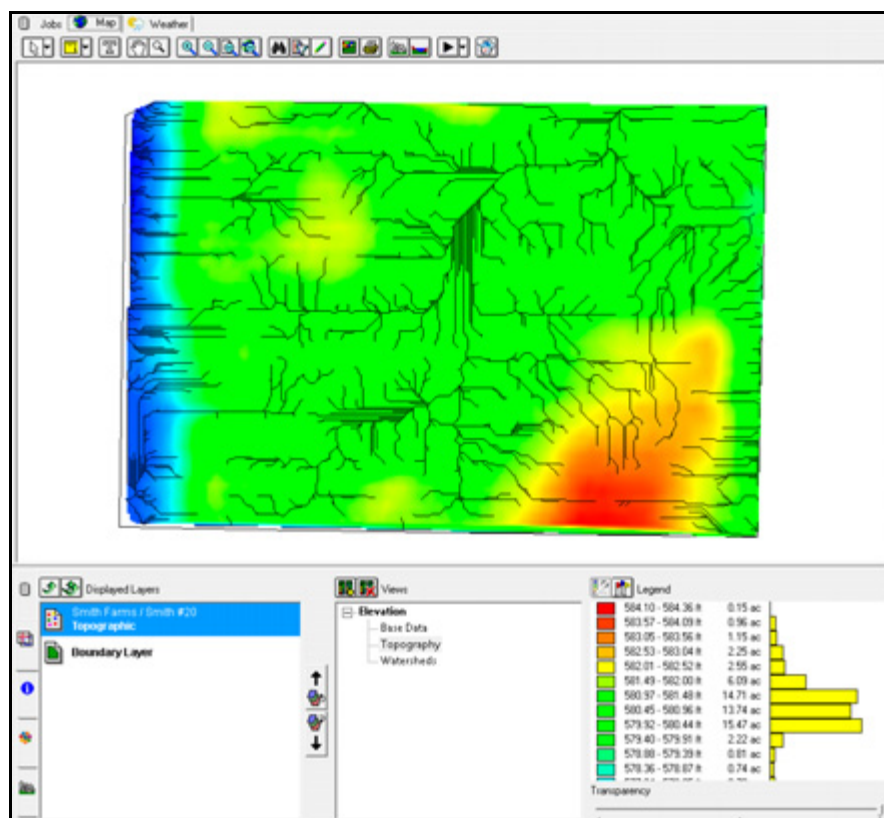 Jobs Map Weather
Displayed Layers
Smith Farms / Smith #20
Topographic
Boundary Layer
Views
Elevation
Base Data
Topography
Watersheds
Legend
584.10 - 584.36 ft 0.15 ac
583.57 - 584.09 ft 0.96 ac
583.05 - 583.56 ft 1.15 ac
582.53 - 583.04 ft 2.25 ac
582.01 - 582.52 ft 2.55 ac
581.49 - 582.00 ft 6.09 ac
580.97 - 581.48 ft 14.71 ac
580.45 - 580.96 ft 13.74 ac
579.92 - 580.44 ft 15.47 ac
579.40 - 579.91 ft 2.22 ac
578.88 - 579.39 ft 0.81 ac
578.36 - 578.87 ft 0.74 ac
Transparency